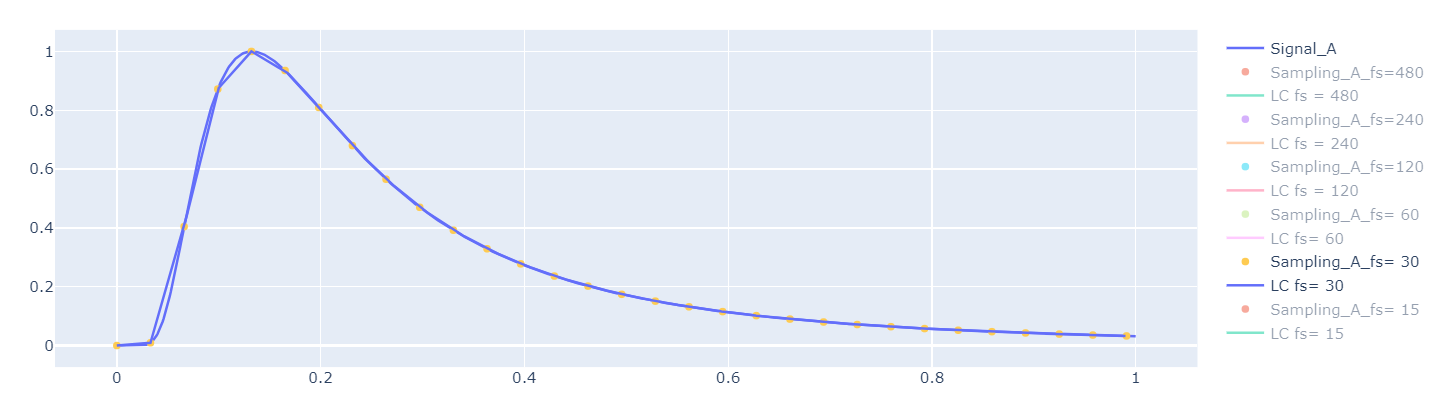 1
0.8
0.6
0.4
0.2
0
0 0.2 0.4 0.6 0.8 1
Signal_A
Sampling_A_fs=480
LC fs = 480
Sampling_A_fs=240
LC fs = 240
Sampling_A_fs=120
LC fs = 120
Sampling_A_fs= 60
LC fs= 60
Sampling_A_fs= 30
LC fs= 30
Sampling_A_fs= 15
LC fs= 15